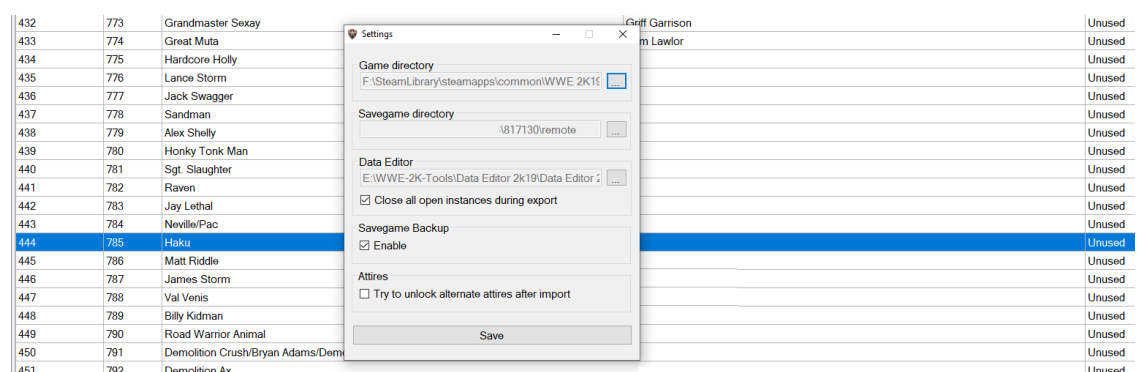 432 773 Grandmaster Sexay Griff Garrison Unused
433 774 Great Muta m Lawlor Unused
434 775 Hardcore Holly Unused
435 776 Lance Storm Unused
436 777 Jack Swagger Unused
437 778 Sandman Unused
438 779 Alex Shelly Unused
439 780 Honky Tonk Man Unused
440 781 Sgt. Slaughter Unused
441 782 Raven Unused
442 783 Jay Lethal Unused
443 784 Neville/Pac Unused
444 785 Haku Unused
445 786 Matt Riddle Unused
446 787 James Storm Unused
447 788 Val Venis Unused
448 789 Billy Kidman Unused
449 790 Road Warrior Animal Unused
450 791 Demolition Crush/Bryan Adams/Demo Unused
451 792 Demolition Ax Unused
Settings
Game directory
F:\SteamLibrary\steamapps\common\WWE 2K19
...
Savegame directory
\817130\remote
...
Data Editor
E:\WWE-2K-Tools\Data Editor 2k19\Data Editor 2
...
Close all open instances during export
Savegame Backup
Enable
Attires
Try to unlock alternate attires after import
Save